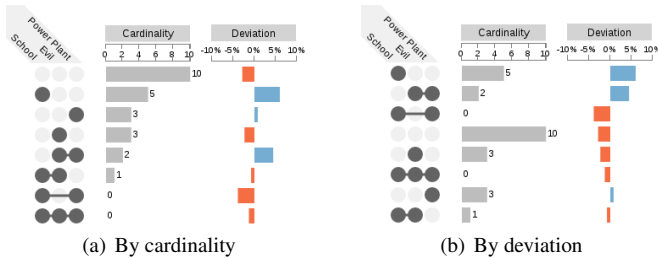 Power Plant
Evil
School
Cardinality
Deviation
0 2 4 6 8 10
-10% -5% 0% 5% 10%
10
5
3
3
2
1
0
0
(a) By cardinality
Power Plant
Evil
School
Cardinality
Deviation
0 2 4 6 8 10
-10% -5% 0% 5% 10%
5
2
0
10
3
0
3
1
(b) By deviation